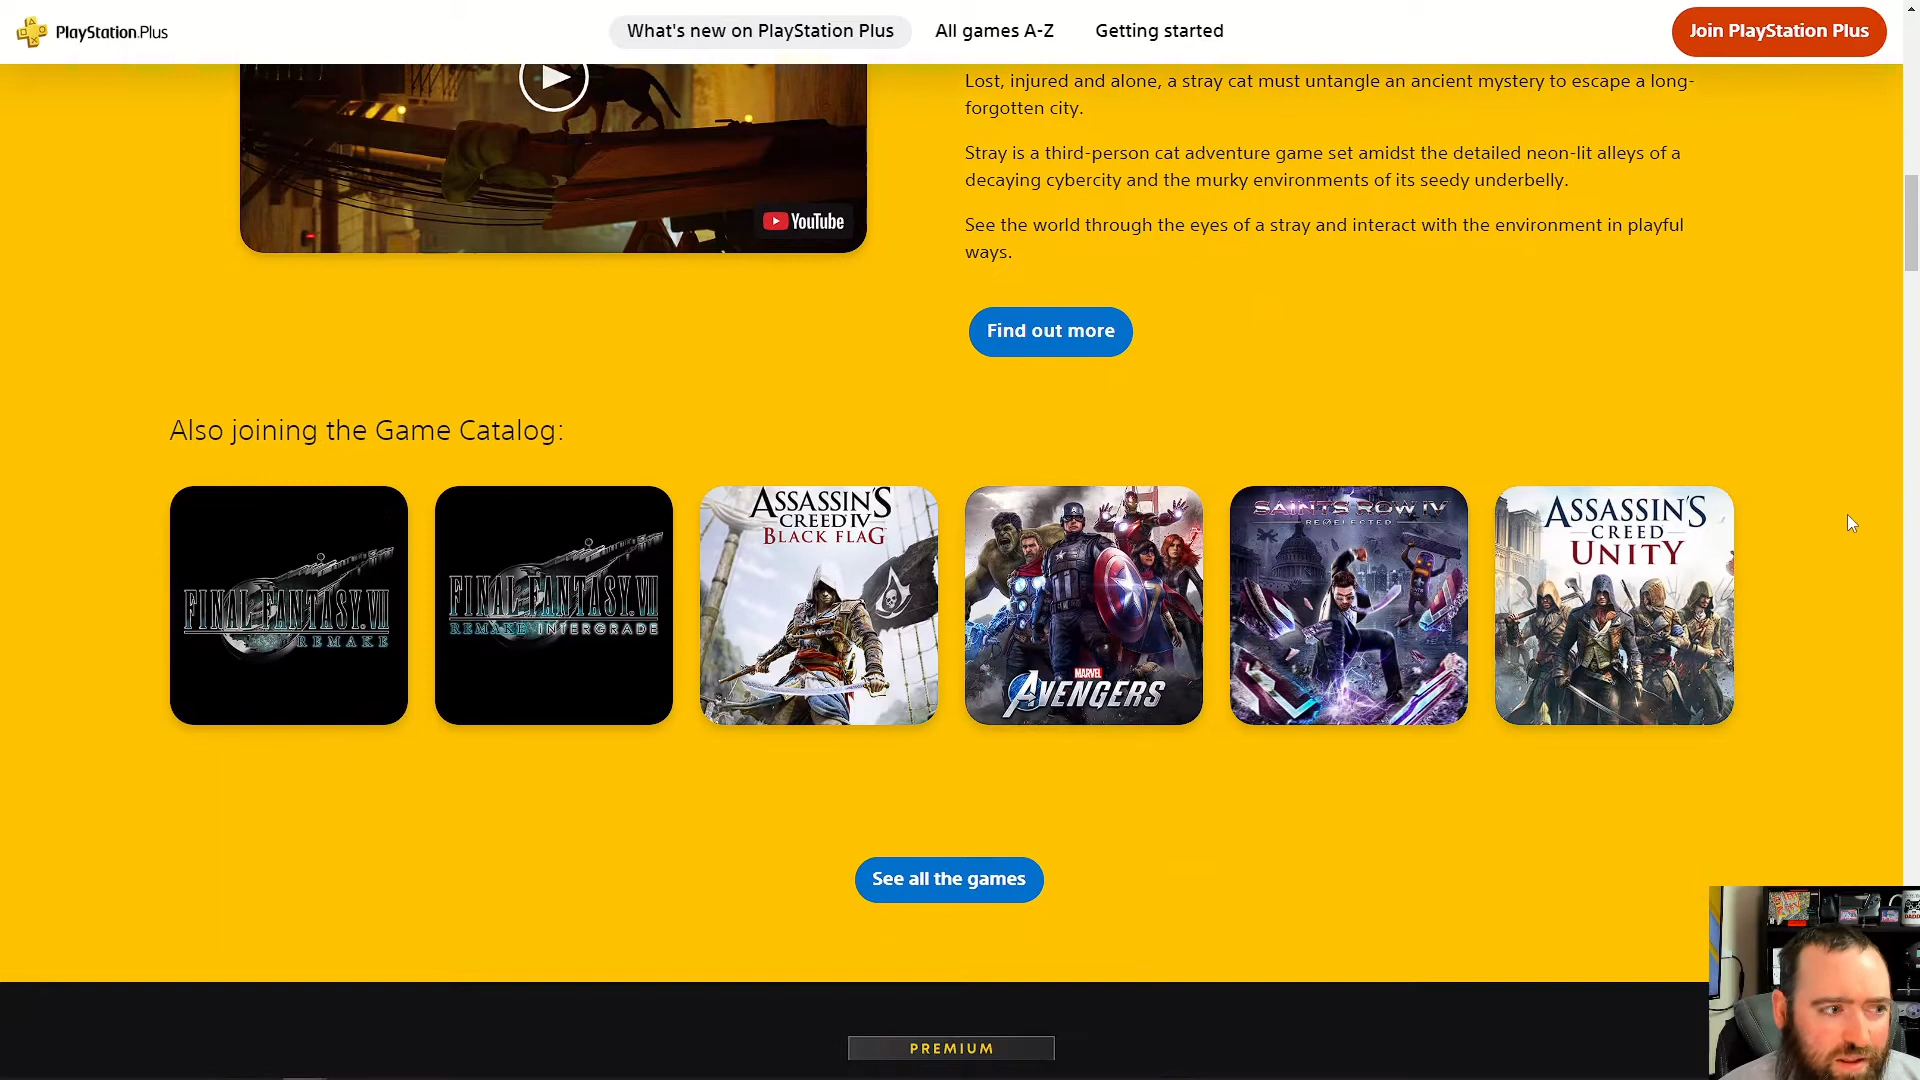 PlayStation.Plus
What's new on PlayStation Plus
All games A-Z
Getting started
Join PlayStation Plus
Lost, injured and alone, a stray cat must untangle an ancient mystery to escape a long-
forgotten city.
Stray is a third-person cat adventure game set amidst the detailed neon-lit alleys of a
decaying cybercity and the murky environments of its seedy underbelly.
See the world through the eyes of a stray and interact with the environment in playful
ways.
YouTube
Find out more
Also joining the Game Catalog:
FINAL FANTASY VII
REMAKE
FINAL FANTASY VII
REMAKE INTERGRADE
ASSASSIN'S
CREED IV
BLACK FLAG
MARVEL
AVENGERS
SAINTS ROW IV
RE-ELECTED
ASSASSIN'S
CREED
UNITY
See all the games
PREMIUM